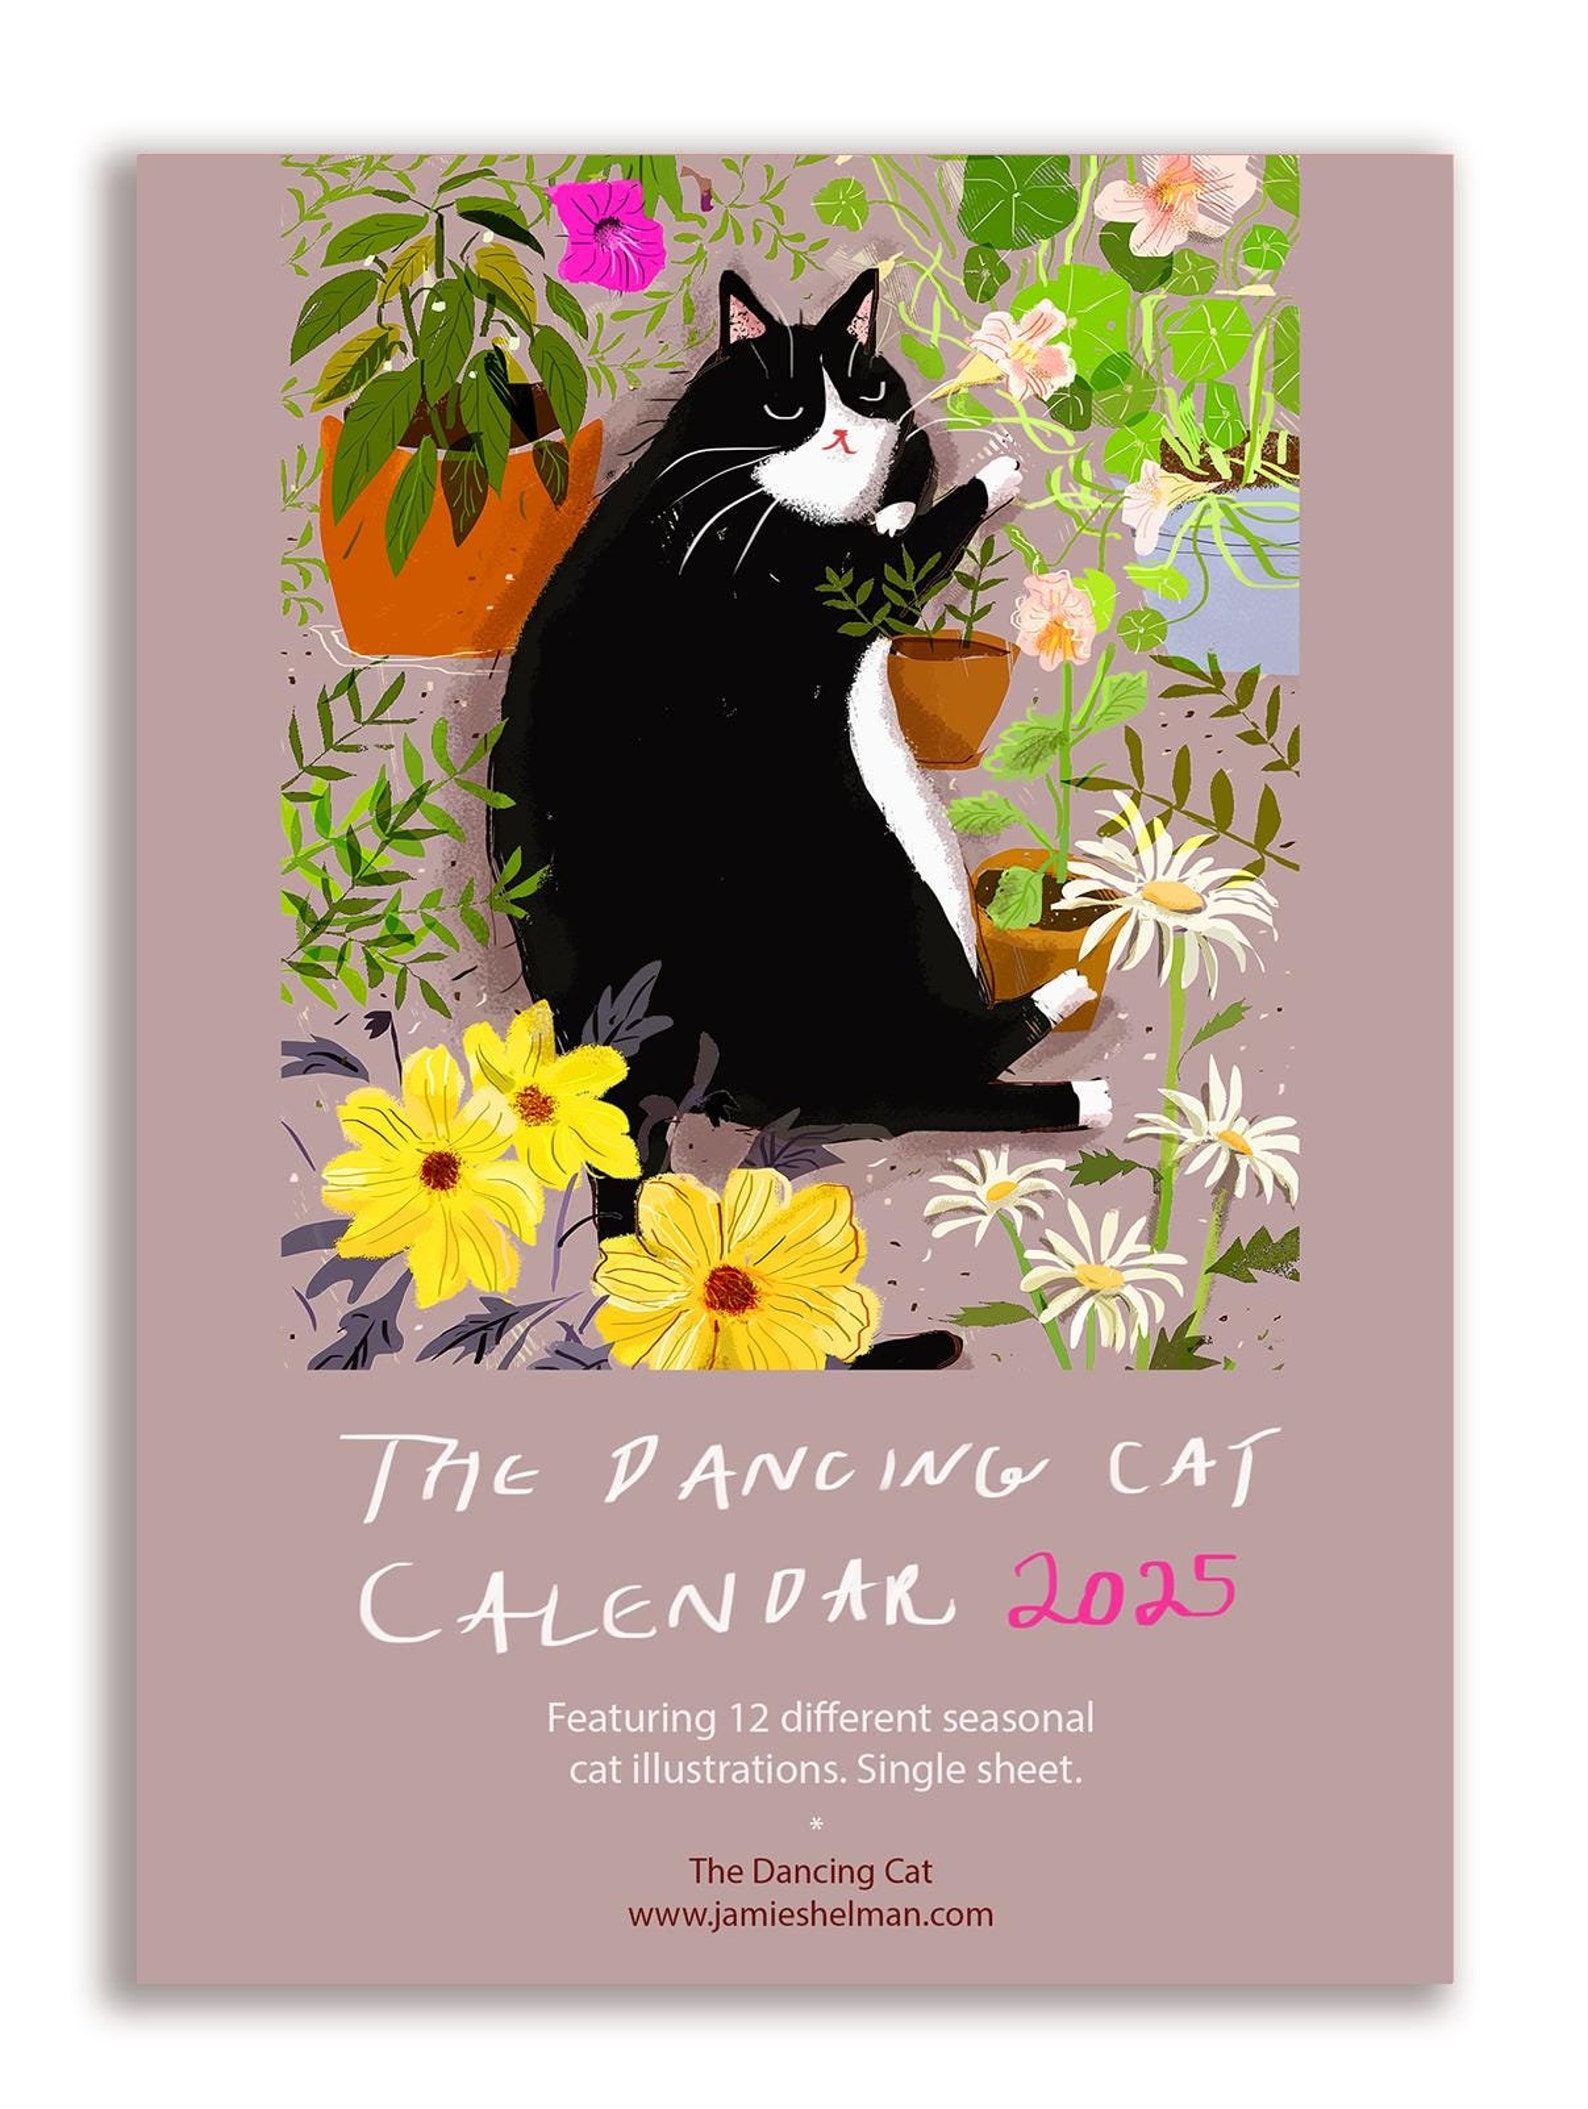 THE DANCING CAT
CALENDAR 2025
Featuring 12 different seasonal
cat illustrations. Single sheet.
*
The Dancing Cat
www.jamieshelman.com